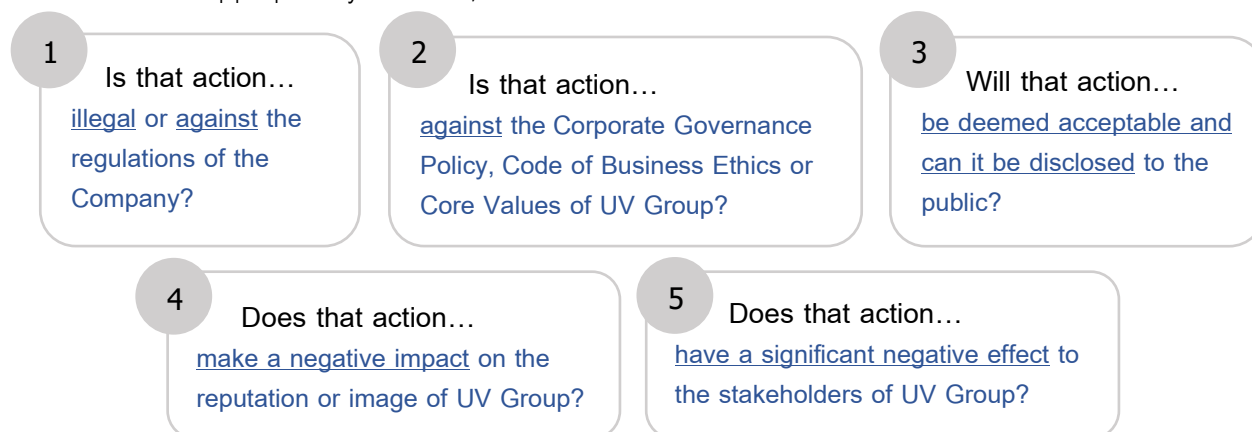 1
Is that action…
illegal or against the
regulations of the
Company?
2
Is that action…
against the Corporate Governance
Policy, Code of Business Ethics or
Core Values of UV Group?
3
Will that action…
be deemed acceptable and
can it be disclosed to the
public?
4
Does that action…
make a negative impact on the
reputation or image of UV Group?
5
Does that action…
have a significant negative effect to
the stakeholders of UV Group?